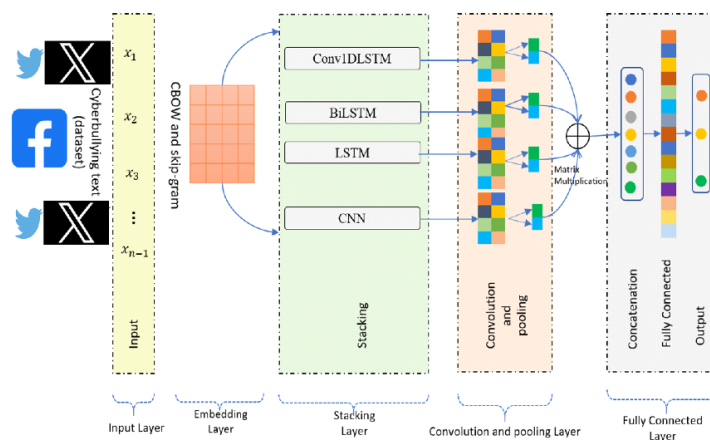 Cyberbullying text
(dataset)
x1
x2
x3
...
xn−1
Input
CBOW and skip-gram
Conv1DLSTM
BiLSTM
LSTM
CNN
Stacking
Convolution
and
pooling
Matrix
Multiplication
Concatenation
Fully Connected
Output
Input Layer
Embedding
Layer
Stacking
Layer
Convolution and pooling Layer
Fully Connected
Layer